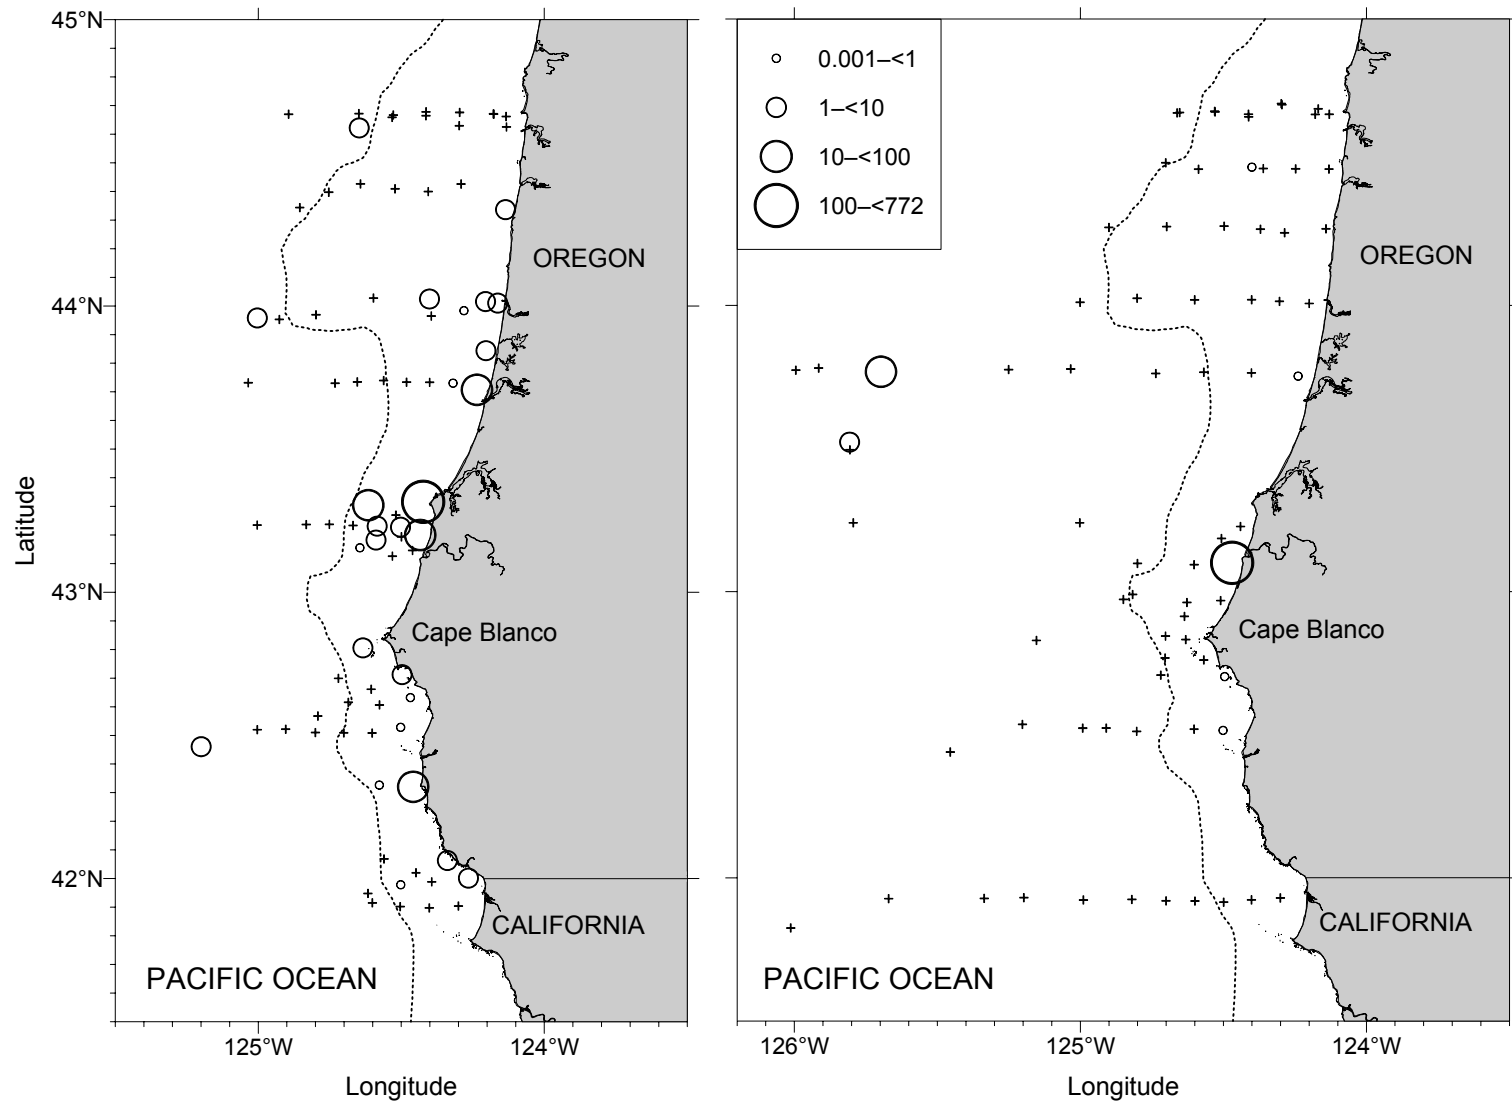 45°N
44°N
43°N
42°N
Latitude
OREGON
Cape Blanco
CALIFORNIA
PACIFIC OCEAN
125°W
124°W
Longitude
0.001–<1
1–<10
10–<100
100–<772
OREGON
Cape Blanco
CALIFORNIA
PACIFIC OCEAN
126°W
125°W
124°W
Longitude